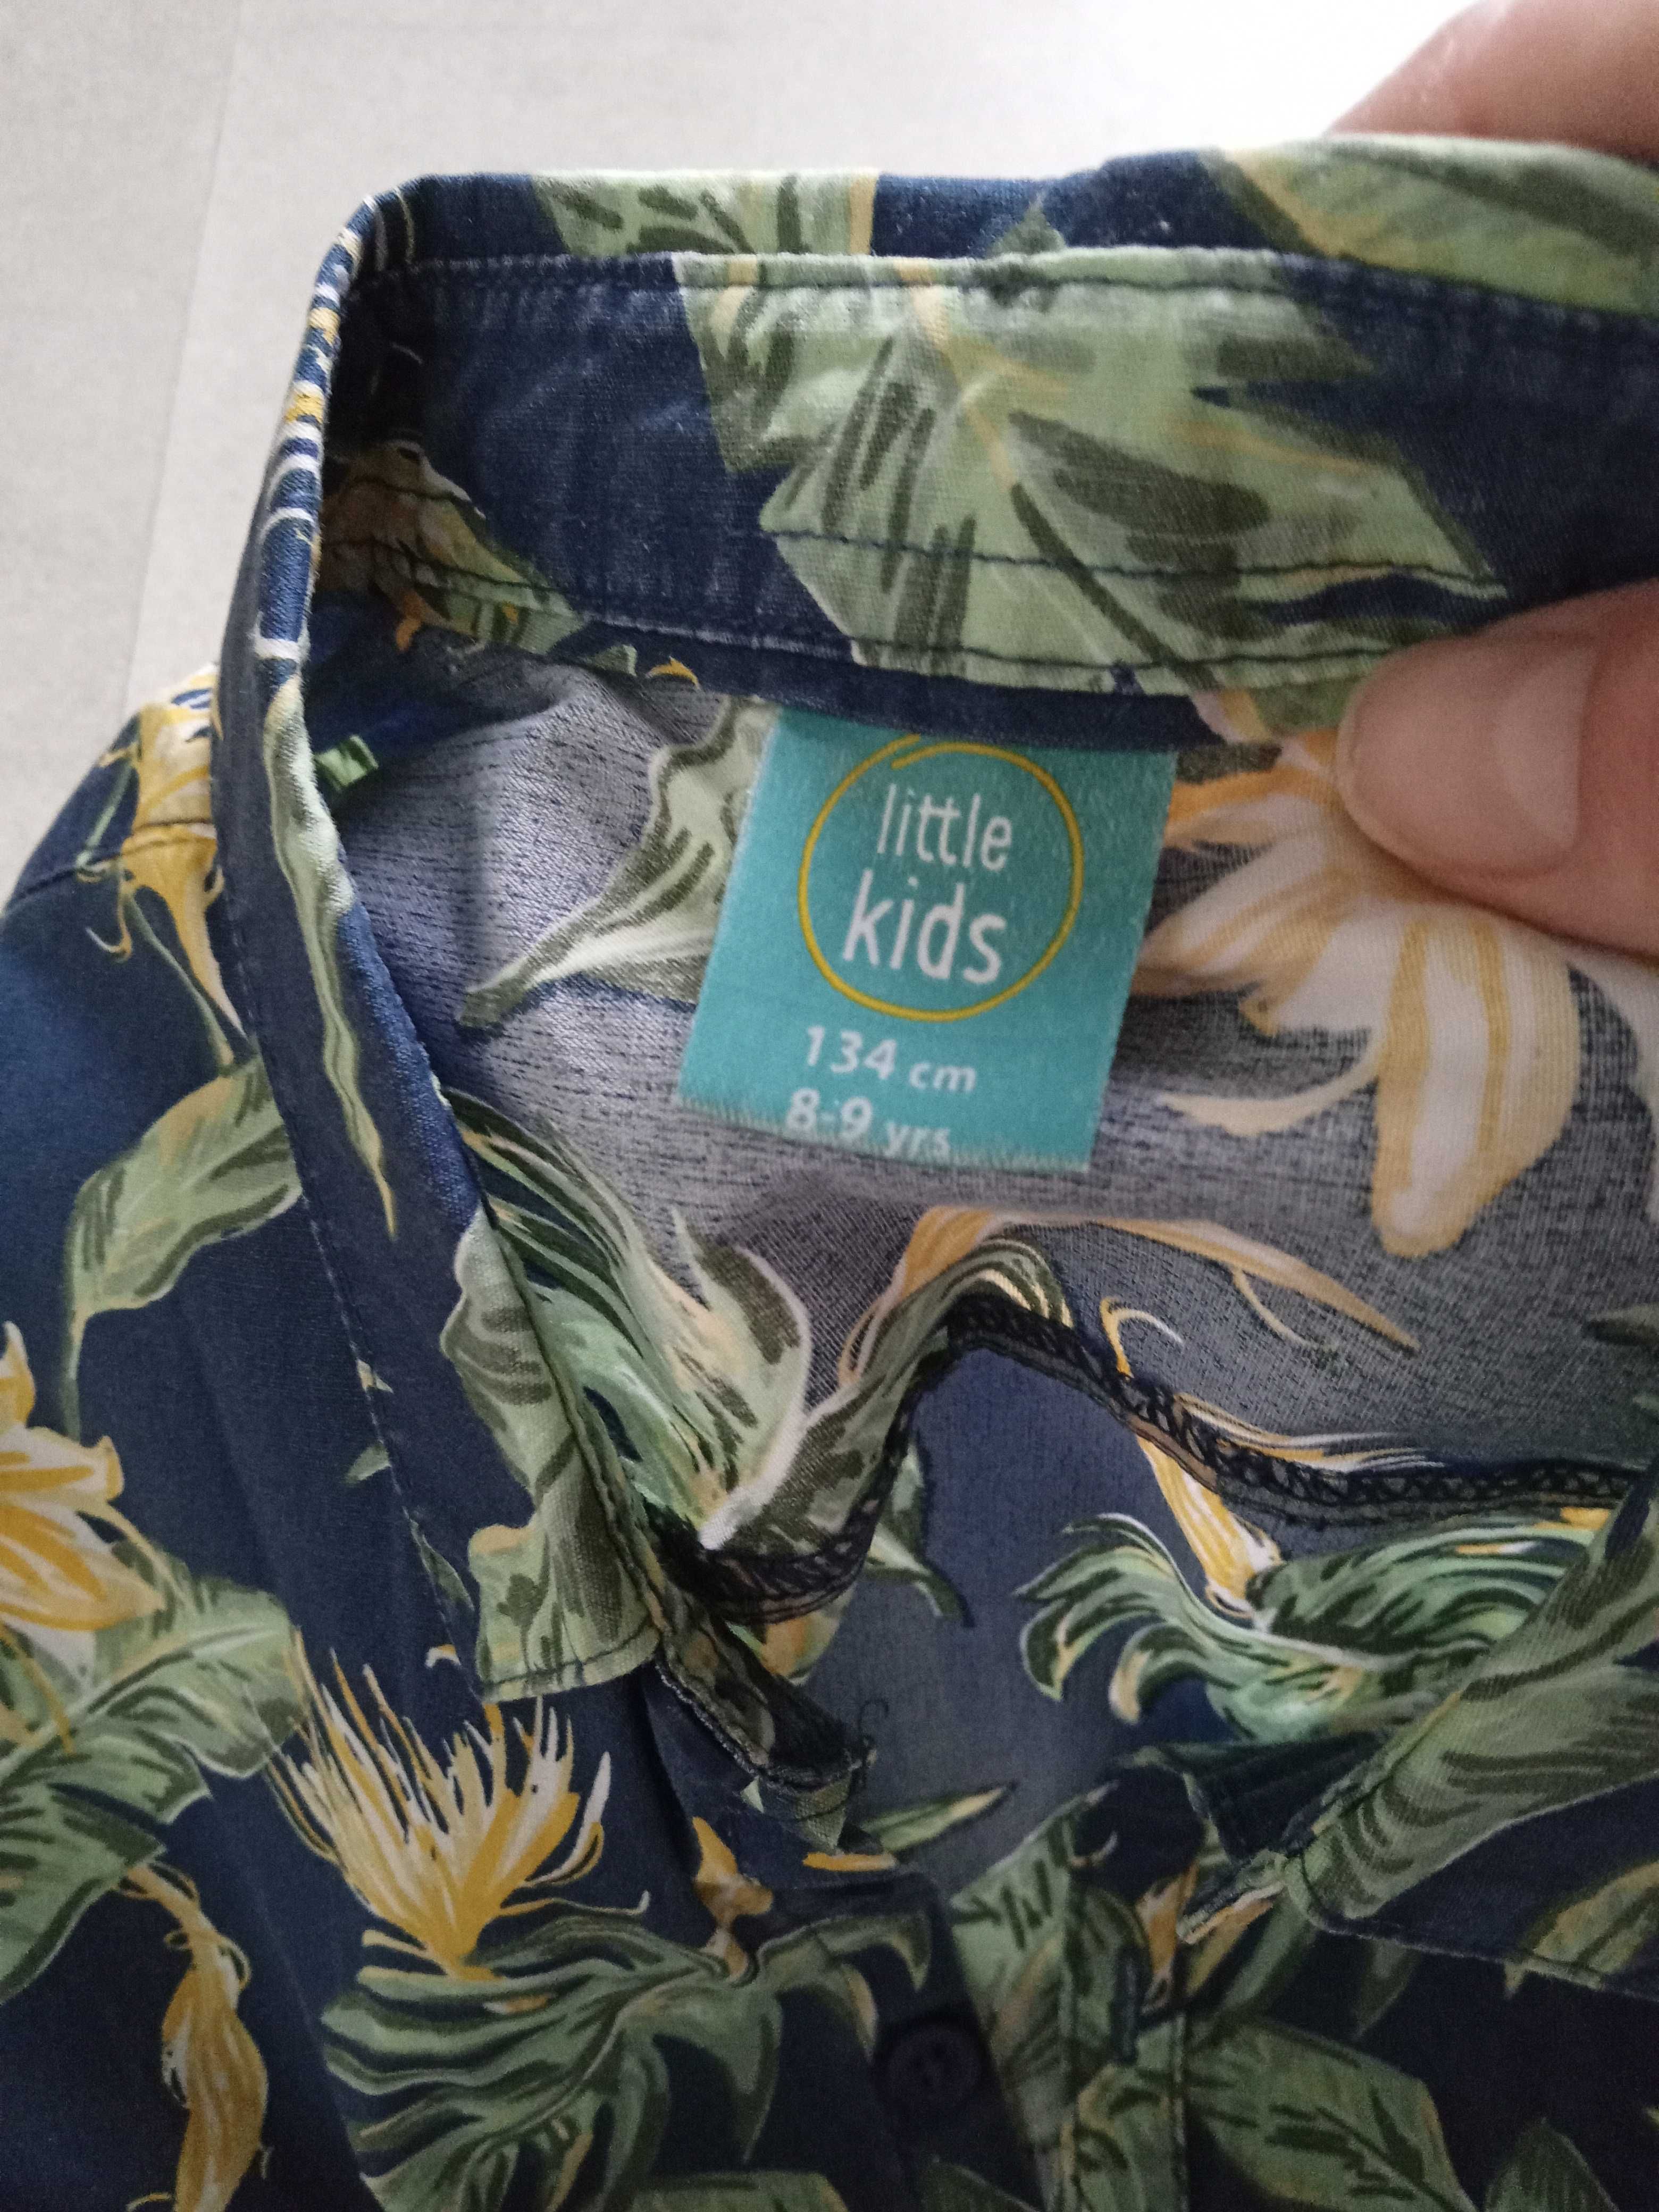 little
kids
134 cm
8-9 yrs